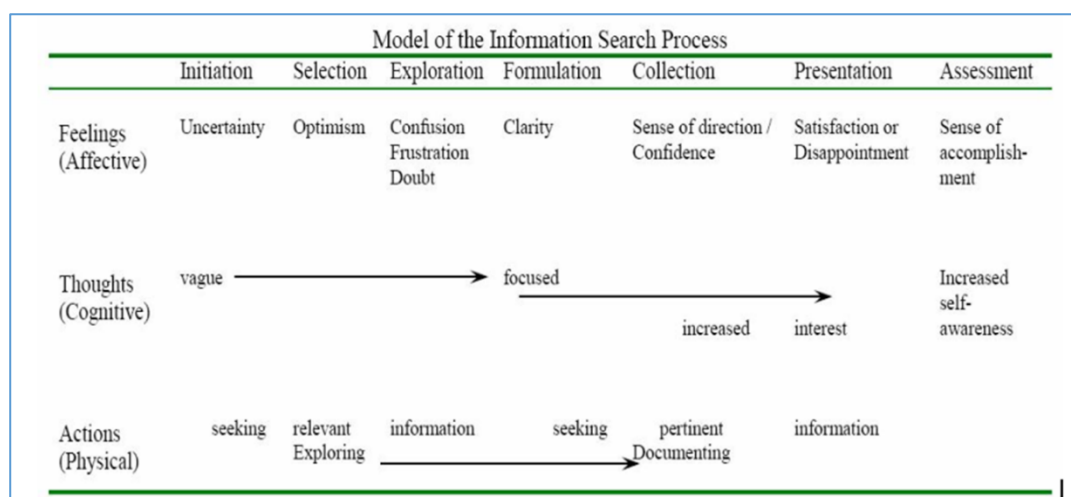 Model of the Information Search Process
Initiation Selection Exploration Formulation Collection Presentation Assessment
Feelings Uncertainty Optimism Confusion Clarity Sense of direction / Satisfaction or Sense of
(Affective) Frustration Confidence Disappointment accomplish-
Doubt ment
Thoughts vague focused Increased
(Cognitive) self-
increased interest awareness
Actions seeking relevant information seeking pertinent information
(Physical) Exploring Documenting